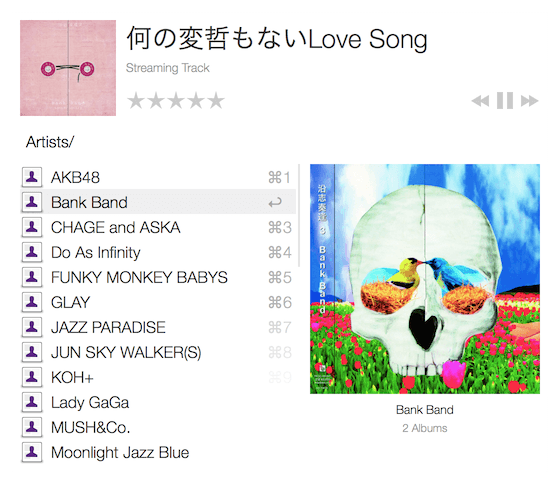 何の変哲もないLove Song
Streaming Track
★★★★★
Artists/
AKB48 ⌘1
Bank Band ↩
CHAGE and ASKA ⌘3
Do As Infinity ⌘4
FUNKY MONKEY BABYS ⌘5
GLAY ⌘6
JAZZ PARADISE ⌘7
JUN SKY WALKER(S) ⌘8
KOH+ ⌘9
Lady GaGa
MUSH&Co.
Moonlight Jazz Blue
沿志奏逢 3 Bank Band
Bank Band
2 Albums